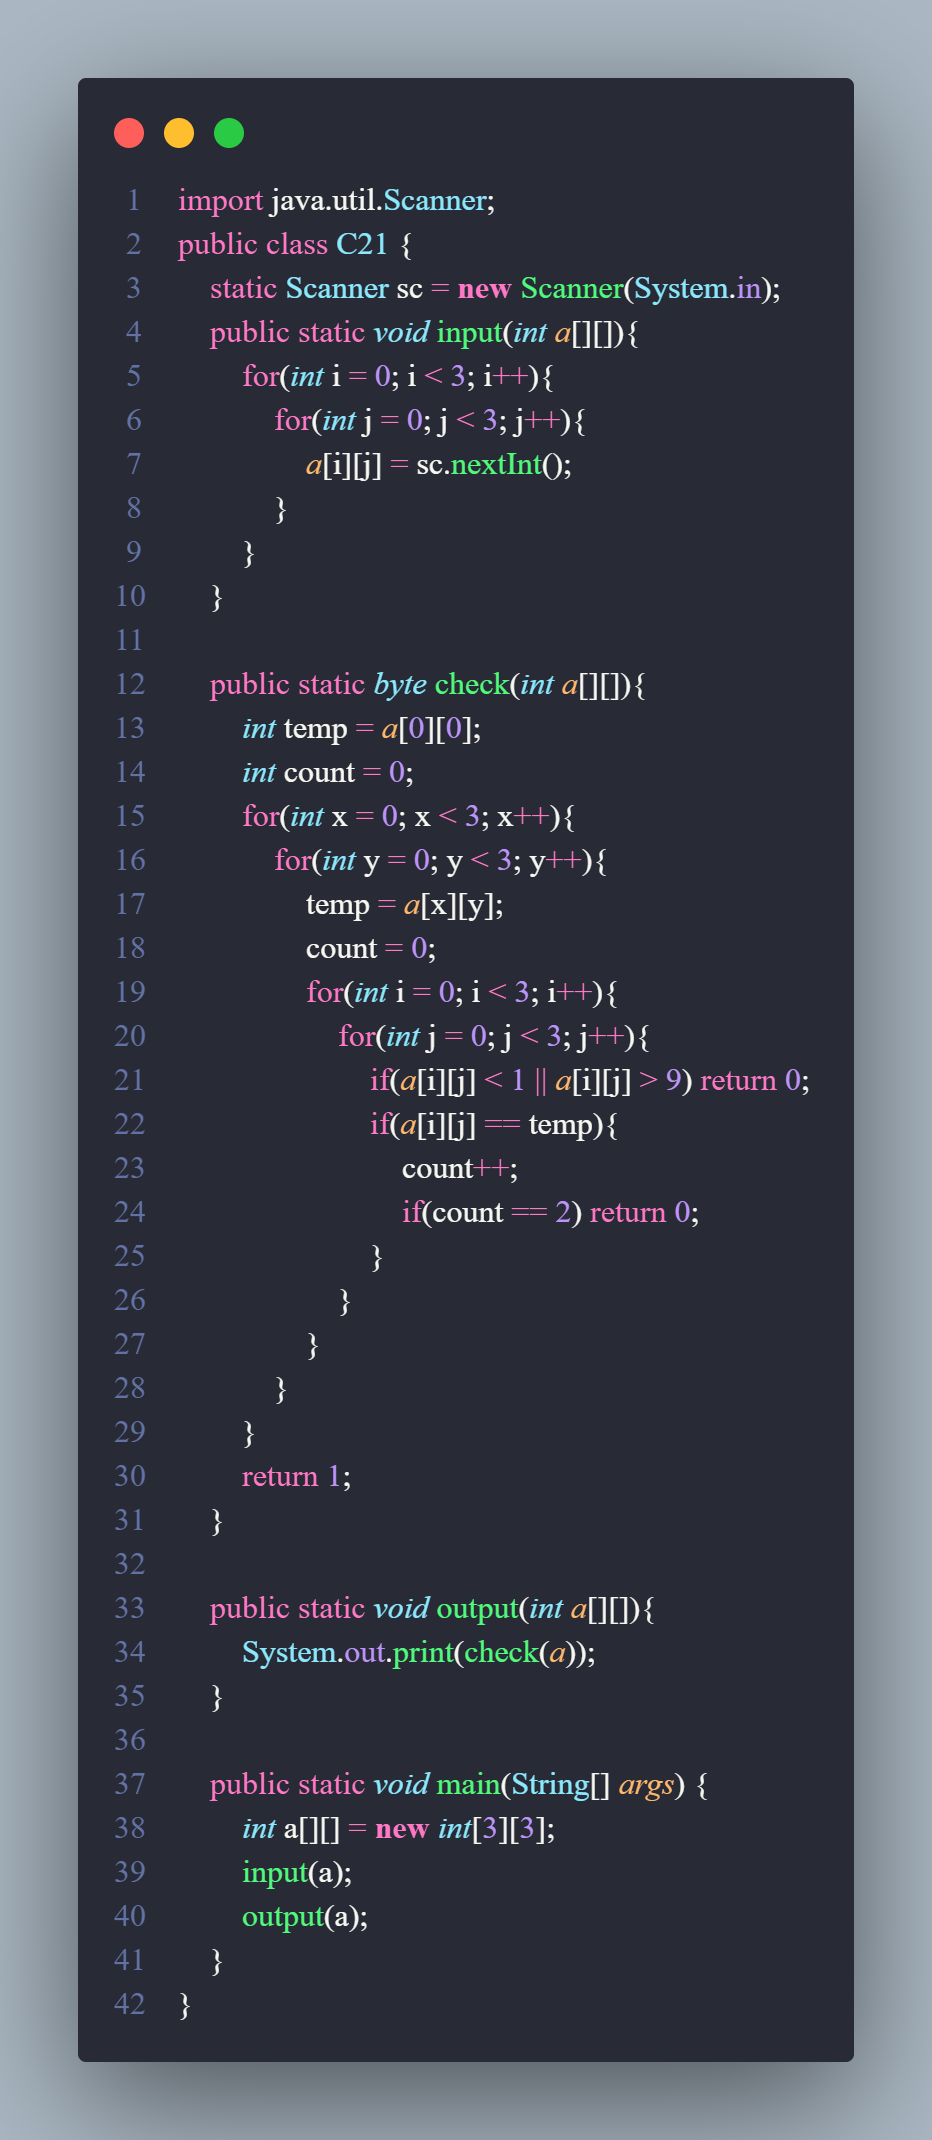 1 import java.util.Scanner;
2 public class C21 {
3     static Scanner sc = new Scanner(System.in);
4     public static void input(int a[][]){
5         for(int i = 0; i < 3; i++){
6             for(int j = 0; j < 3; j++){
7                 a[i][j] = sc.nextInt();
8             }
9         }
10     }
11
12     public static byte check(int a[][]){
13         int temp = a[0][0];
14         int count = 0;
15         for(int x = 0; x < 3; x++){
16             for(int y = 0; y < 3; y++){
17                 temp = a[x][y];
18                 count = 0;
19                 for(int i = 0; i < 3; i++){
20                     for(int j = 0; j < 3; j++){
21                         if(a[i][j] < 1 || a[i][j] > 9) return 0;
22                         if(a[i][j] == temp){
23                             count++;
24                             if(count == 2) return 0;
25                         }
26                     }
27                 }
28             }
29         }
30         return 1;
31     }
32
33     public static void output(int a[][]){
34         System.out.print(check(a));
35     }
36
37     public static void main(String[] args) {
38         int a[][] = new int[3][3];
39         input(a);
40         output(a);
41     }
42 }